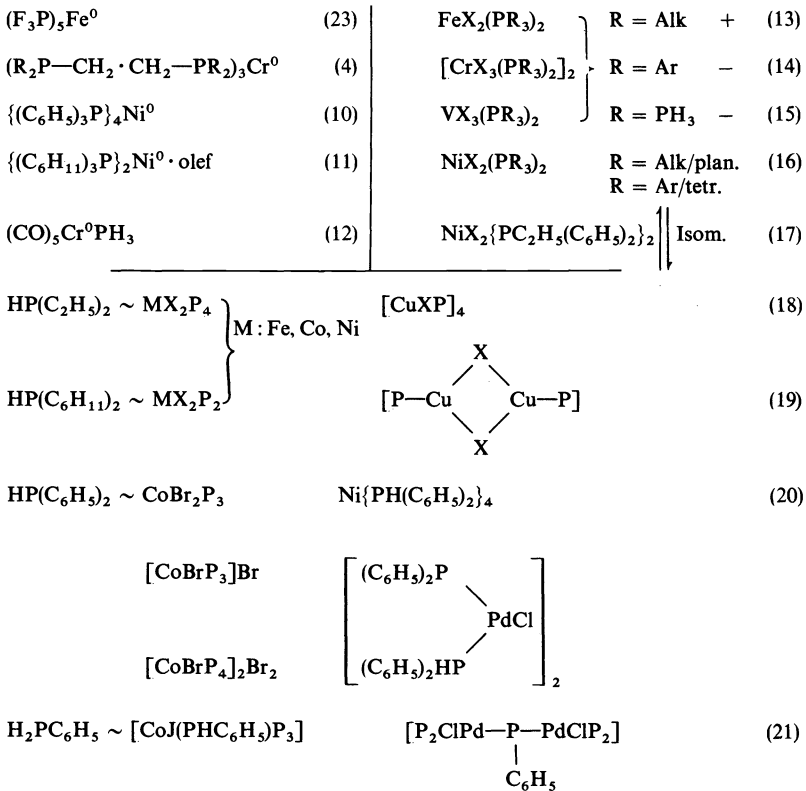 (F₃P)₅Fe⁰ (23)
(R₂P—CH₂·CH₂—PR₂)₃Cr⁰ (4)
{(C₆H₅)₃P}₄Ni⁰ (10)
{(C₆H₁₁)₃P}₂Ni⁰·olef (11)
(CO)₅Cr⁰PH₃ (12)
FeX₂(PR₃)₂ R = Alk + (13)
[CrX₃(PR₃)₂]₂ R = Ar − (14)
VX₃(PR₃)₂ R = PH₃ − (15)
NiX₂(PR₃)₂ R = Alk/plan. (16)
R = Ar/tetr.
NiX₂{PC₂H₅(C₆H₅)₂}₂ Isom. (17)
HP(C₂H₅)₂ ~ MX₂P₄ [CuXP]₄ (18)
M : Fe, Co, Ni
X
HP(C₆H₁₁)₂ ~ MX₂P₂ [P—Cu Cu—P] (19)
X
HP(C₆H₅)₂ ~ CoBr₂P₃ Ni{PH(C₆H₅)₂}₄ (20)
[CoBrP₃]Br (C₆H₅)₂P
PdCl
[CoBrP₄]₂Br₂ (C₆H₅)₂HP ₂
H₂PC₆H₅ ~ [CoJ(PHC₆H₅)P₃] [P₂ClPd—P—PdClP₂] (21)
C₆H₅